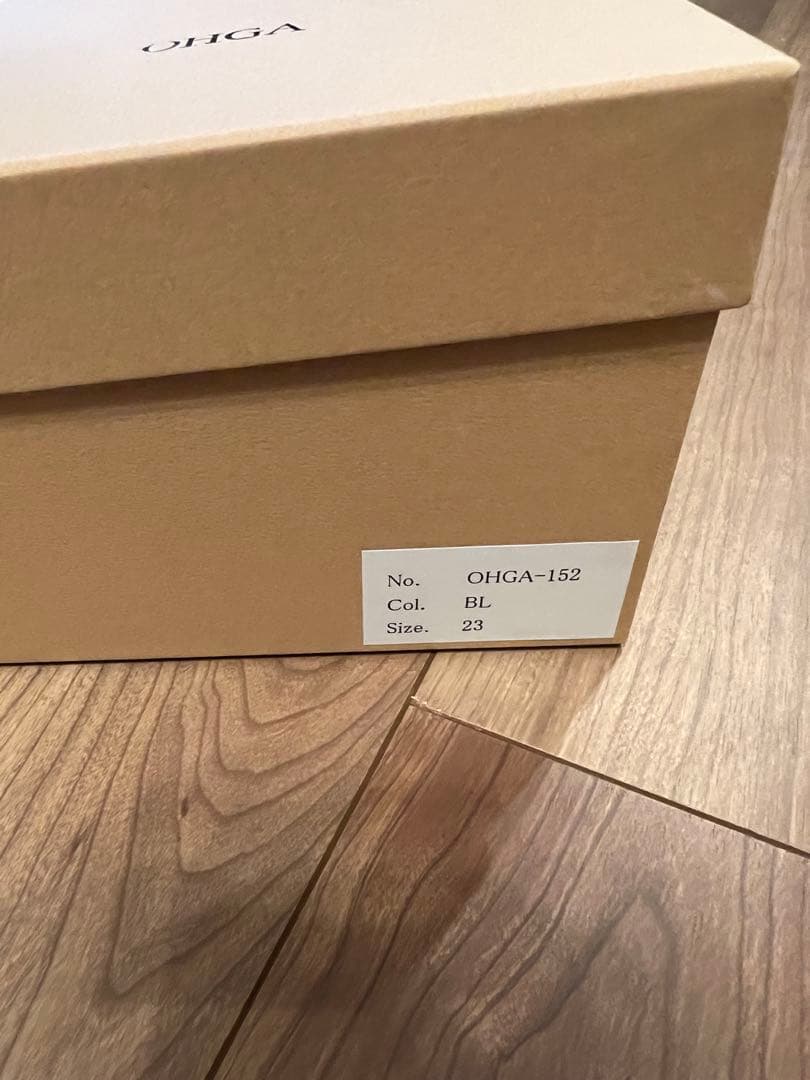 OHGA
No. OHGA-152
Col. BL
Size. 23